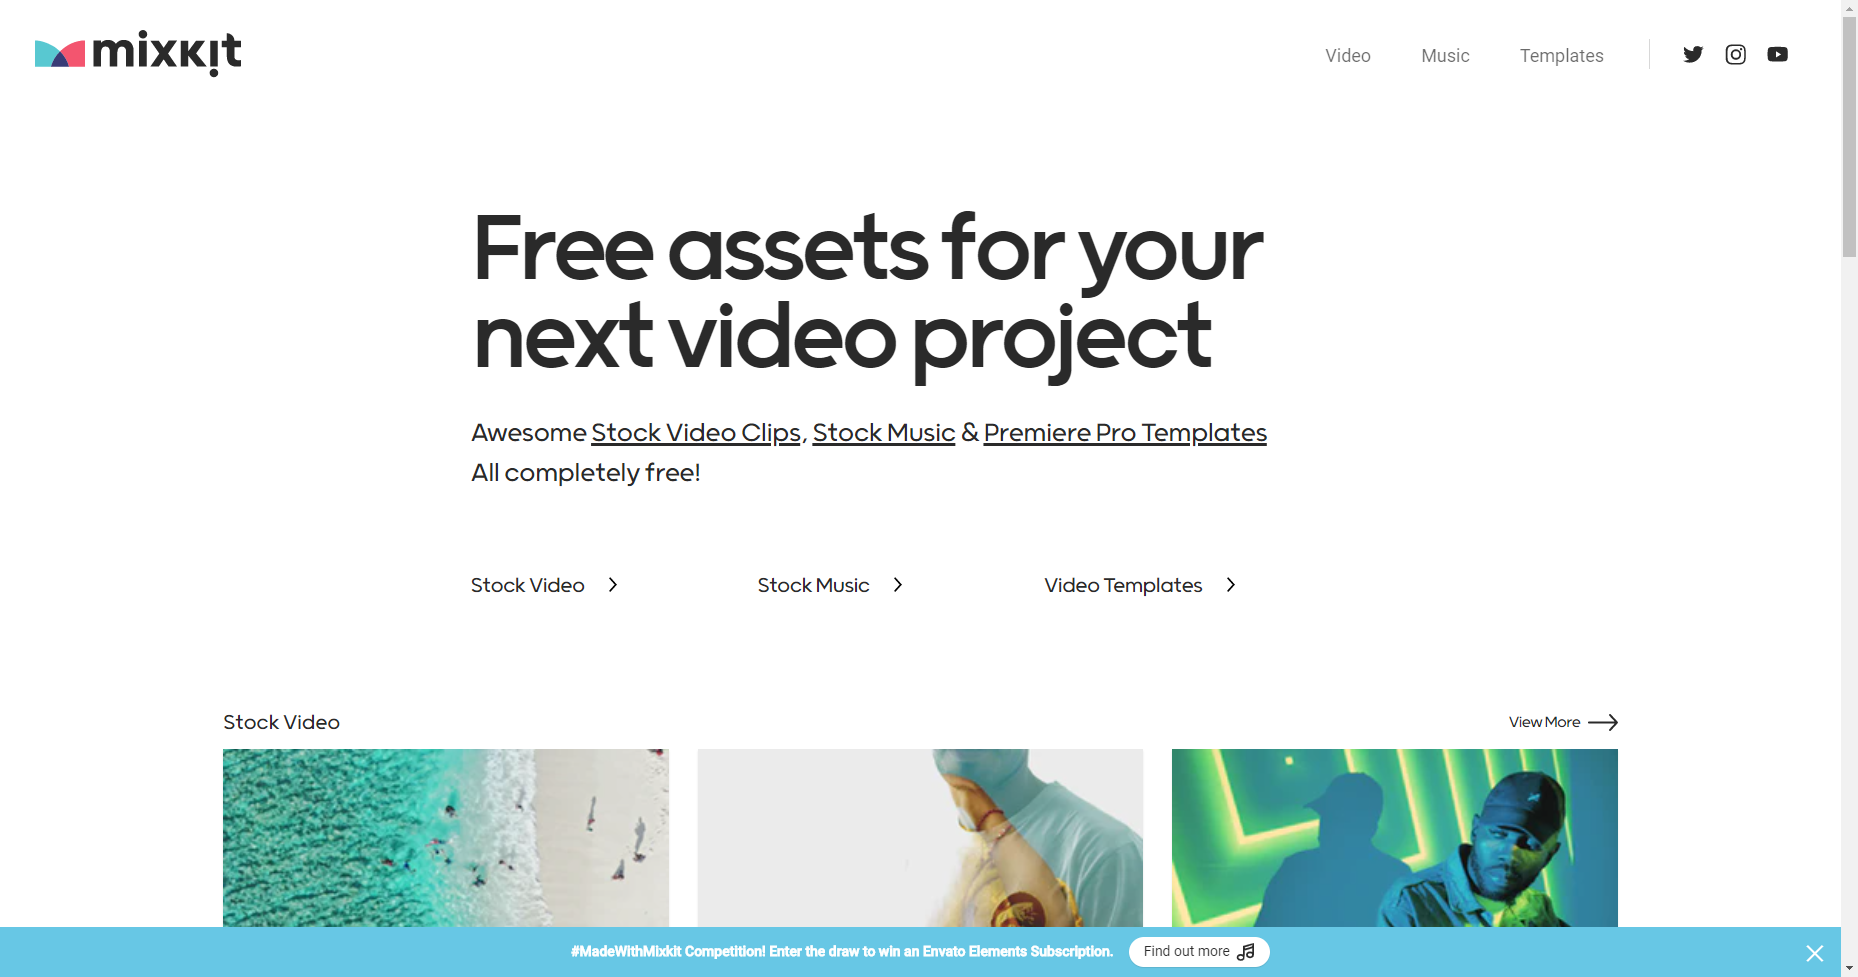 mixkit
Video Music Templates
Free assets for your
next video project
Awesome Stock Video Clips, Stock Music & Premiere Pro Templates
All completely free!
Stock Video Stock Music Video Templates
Stock Video View More
#MadeWithMixkit Competition! Enter the draw to win an Envato Elements Subscription. Find out more